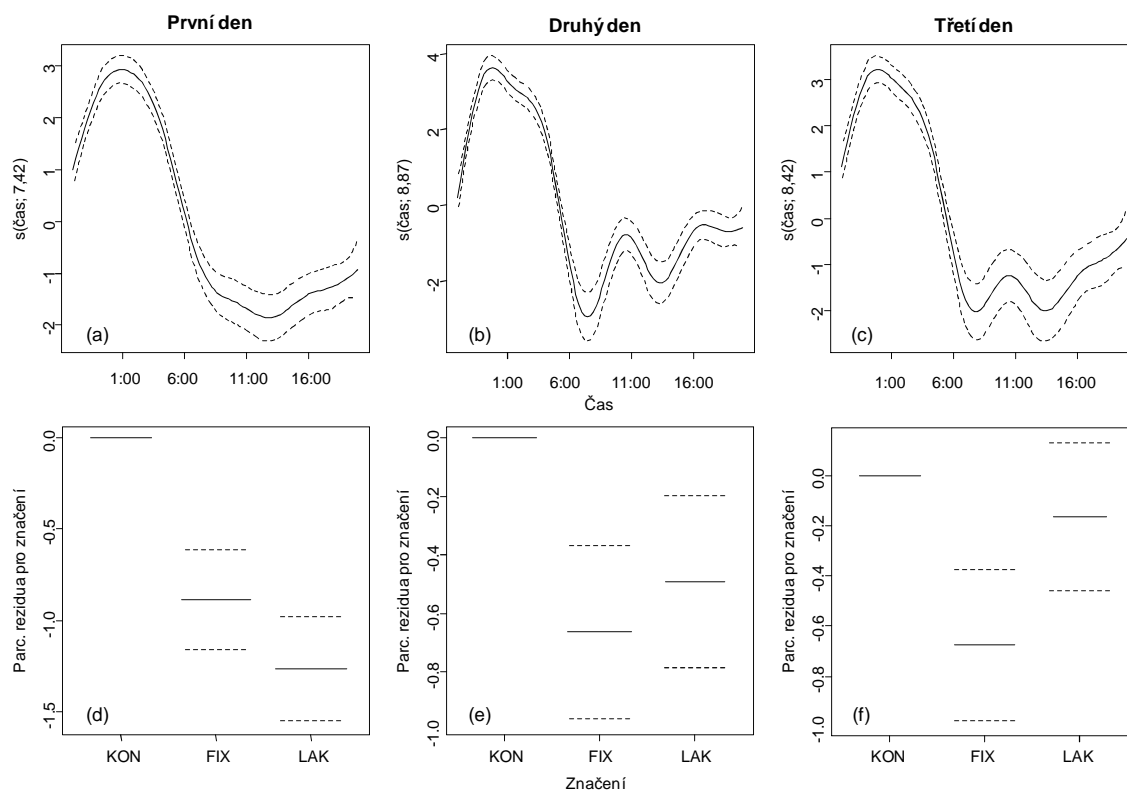 První den
Druhý den
Třetí den
s(čas; 7,42)
3
2
1
0
-1
-2
(a)
1:00 6:00 11:00 16:00
s(čas; 8,87)
4
2
0
2
(b)
1:00 6:00 11:00 16:00
Čas
s(čas; 8,42)
3
2
1
0
-1
-2
(c)
1:00 6:00 11:00 16:00
Parc. rezidua pro značení
0.0
-0.5
-1.0
-1.5
(d)
KON FIX LAK
Parc. rezidua pro značení
0.0
-0.2
-0.4
-0.6
-0.8
-1.0
(e)
KON FIX LAK
Značení
Parc. rezidua pro značení
0.0
-0.2
-0.4
-0.6
-0.8
-1.0
(f)
KON FIX LAK